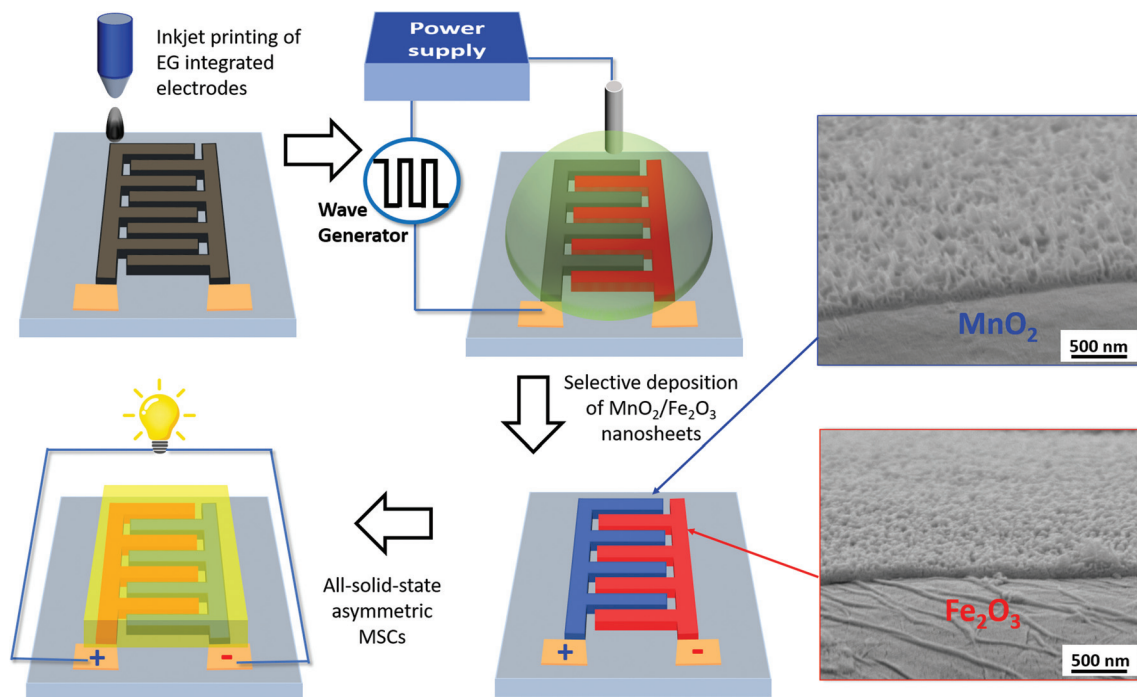 Inkjet printing of
EG integrated
electrodes
Power
supply
Wave
Generator
MnO₂
500 nm
Selective deposition
of MnO₂/Fe₂O₃
nanosheets
All-solid-state
asymmetric
MSCs
+ -
+ -
Fe₂O₃
500 nm